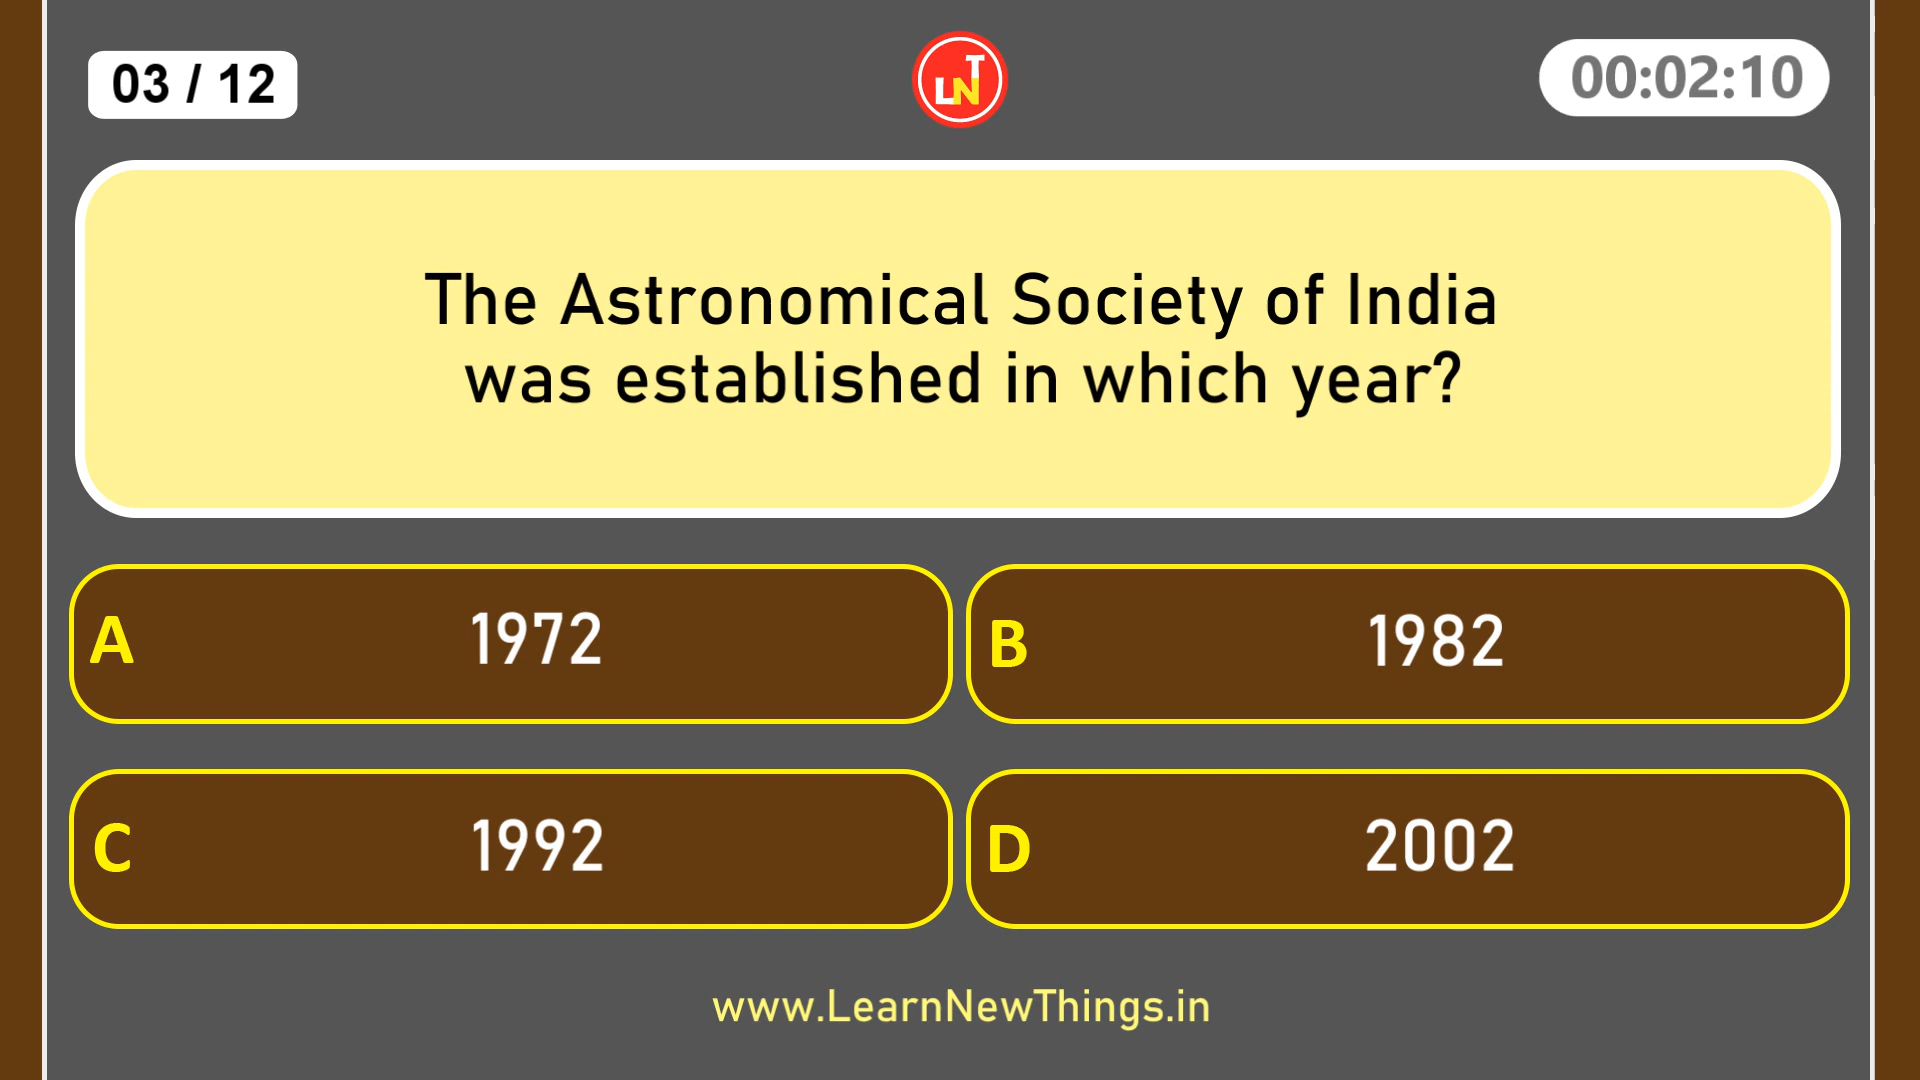 03 / 12
LNT
00:02:10
The Astronomical Society of India
was established in which year?
A 1972
B 1982
C 1992
D 2002
www.LearnNewThings.in